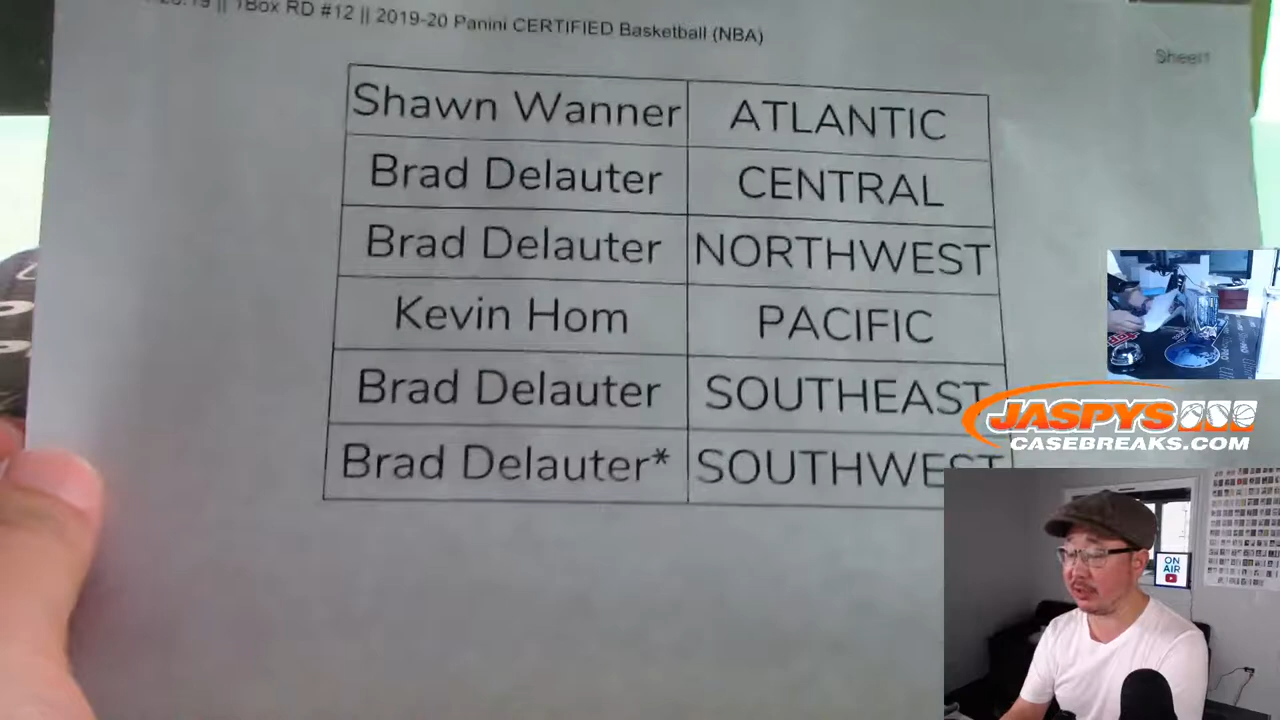 || 1Box RD #12 || 2019-20 Panini CERTIFIED Basketball (NBA)
Sheet1
Shawn Wanner ATLANTIC
Brad Delauter CENTRAL
Brad Delauter NORTHWEST
Kevin Hom PACIFIC
Brad Delauter SOUTHEAST
Brad Delauter* SOUTHWEST
JASPYS
CASEBREAKS.COM
ON
AIR